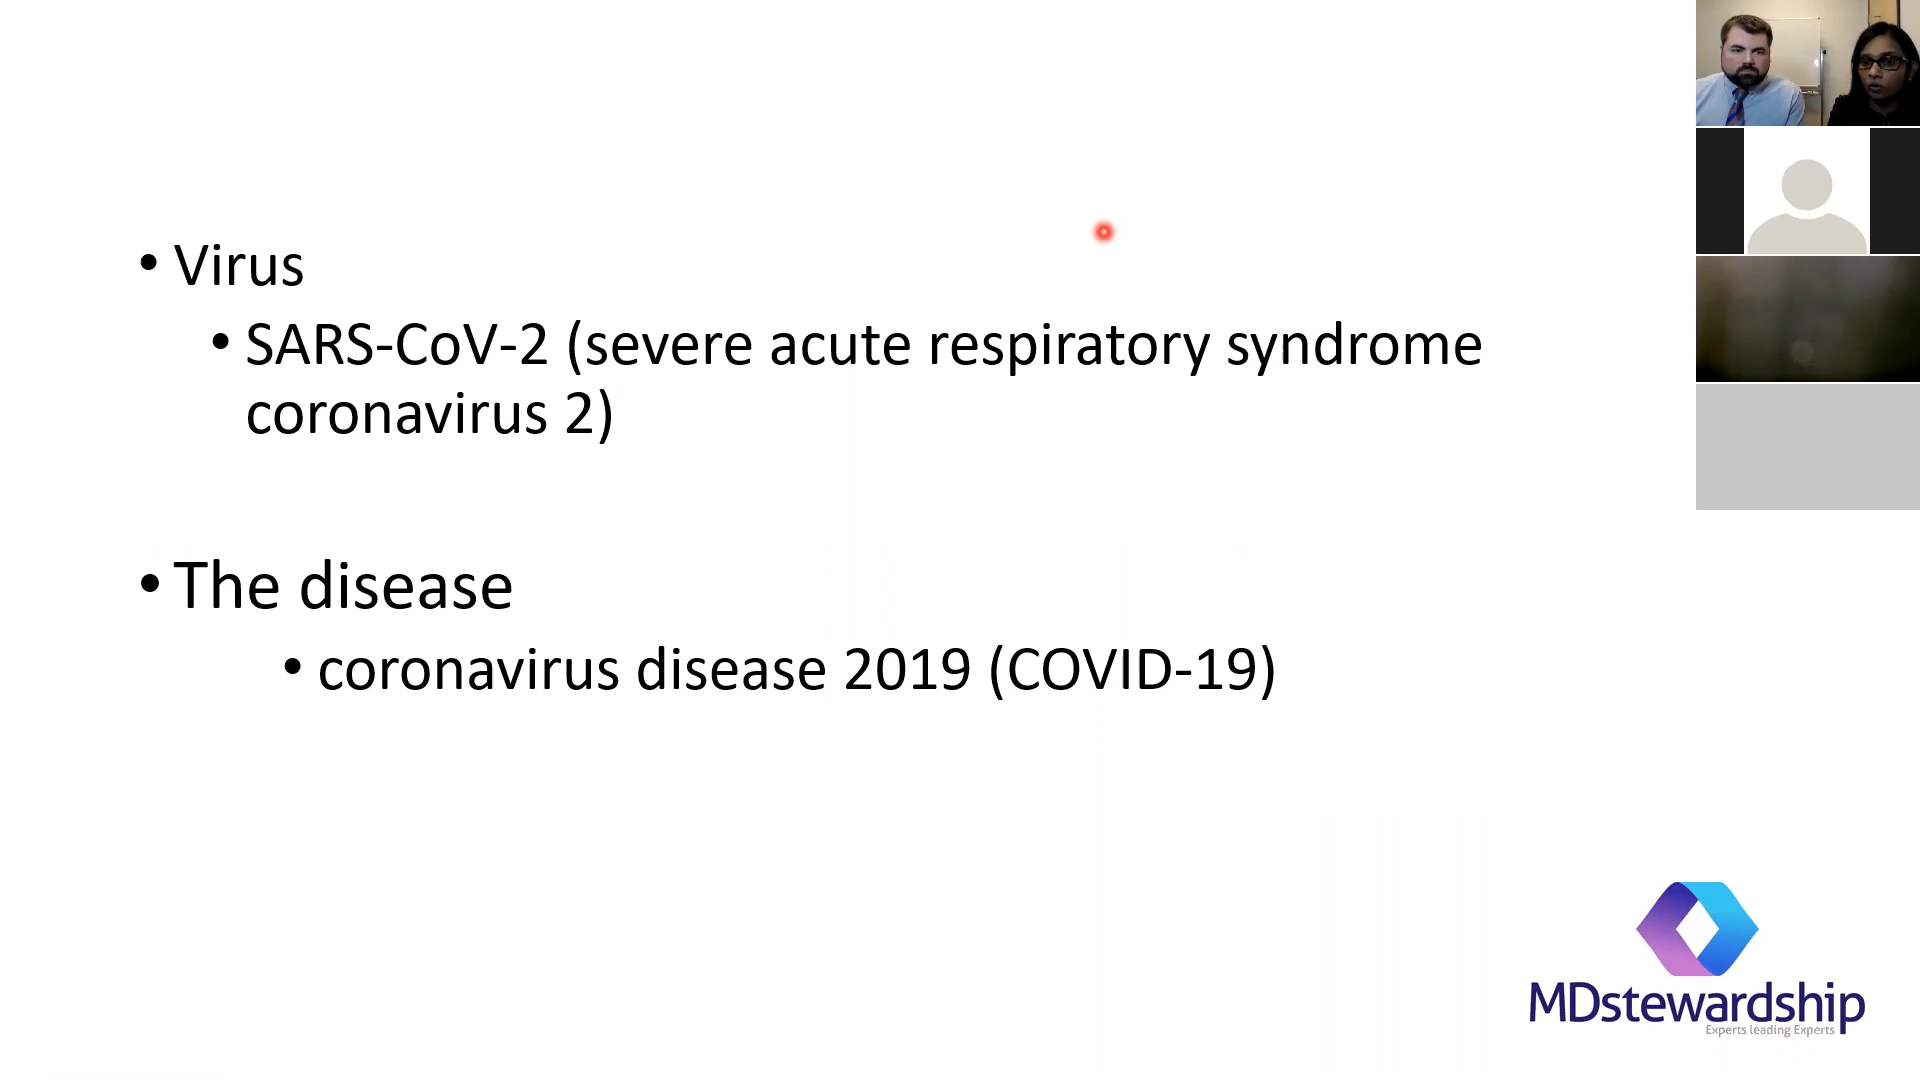 • Virus
• SARS-CoV-2 (severe acute respiratory syndrome
coronavirus 2)
• The disease
• coronavirus disease 2019 (COVID-19)
MDstewardship
Experts leading Experts